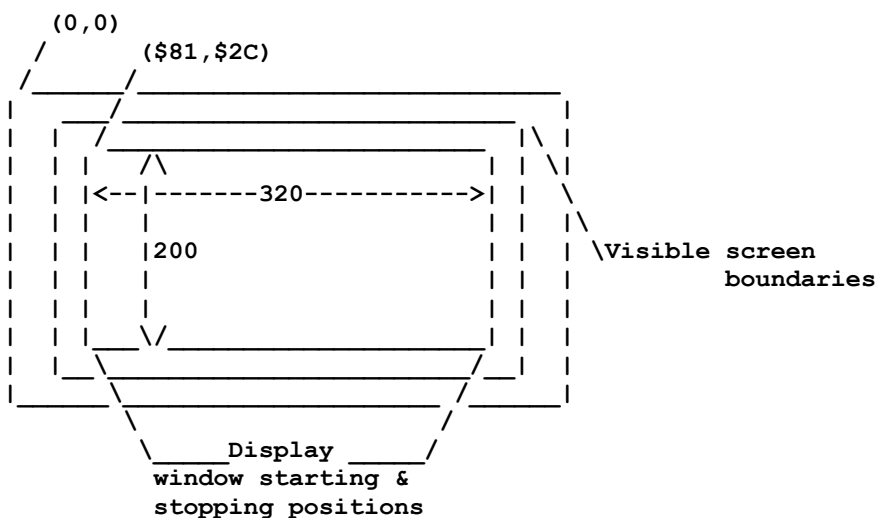 (0,0)
($81,$2C)
320
200
Visible screen
boundaries
Display
window starting &
stopping positions